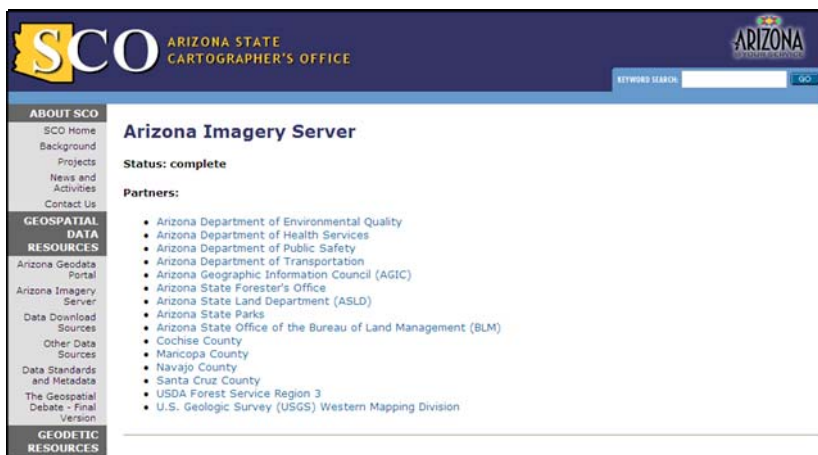 SCO
ARIZONA STATE
CARTOGRAPHER'S OFFICE
ARIZONA
KEYWORD SEARCH:
GO
ABOUT SCO
SCO Home
Background
Projects
News and
Activities
Contact Us
GEOSPATIAL
DATA
RESOURCES
Arizona Geodata
Portal
Arizona Imagery
Server
Data Download
Sources
Other Data
Sources
Data Standards
and Metadata
The Geospatial
Debate - Final
Version
GEODETIC
RESOURCES
Arizona Imagery Server
Status: complete
Partners:
Arizona Department of Environmental Quality
Arizona Department of Health Services
Arizona Department of Public Safety
Arizona Department of Transportation
Arizona Geographic Information Council (AGIC)
Arizona State Forester's Office
Arizona State Land Department (ASLD)
Arizona State Parks
Arizona State Office of the Bureau of Land Management (BLM)
Cochise County
Maricopa County
Navajo County
Santa Cruz County
USDA Forest Service Region 3
U.S. Geologic Survey (USGS) Western Mapping Division